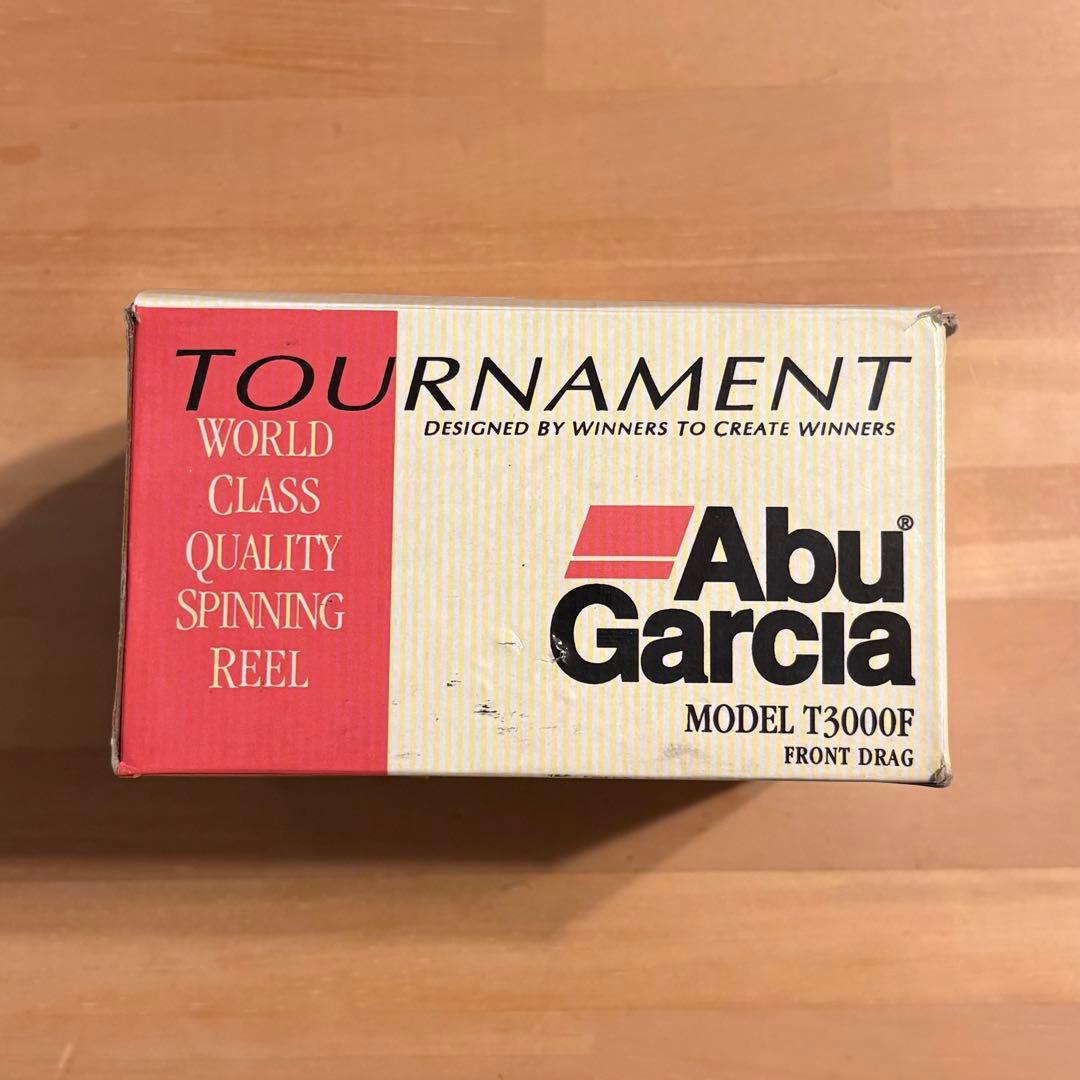 TOURNAMENT
DESIGNED BY WINNERS TO CREATE WINNERS
WORLD
CLASS
QUALITY
SPINNING
REEL
Abu®
Garcia
MODEL T3000F
FRONT DRAG